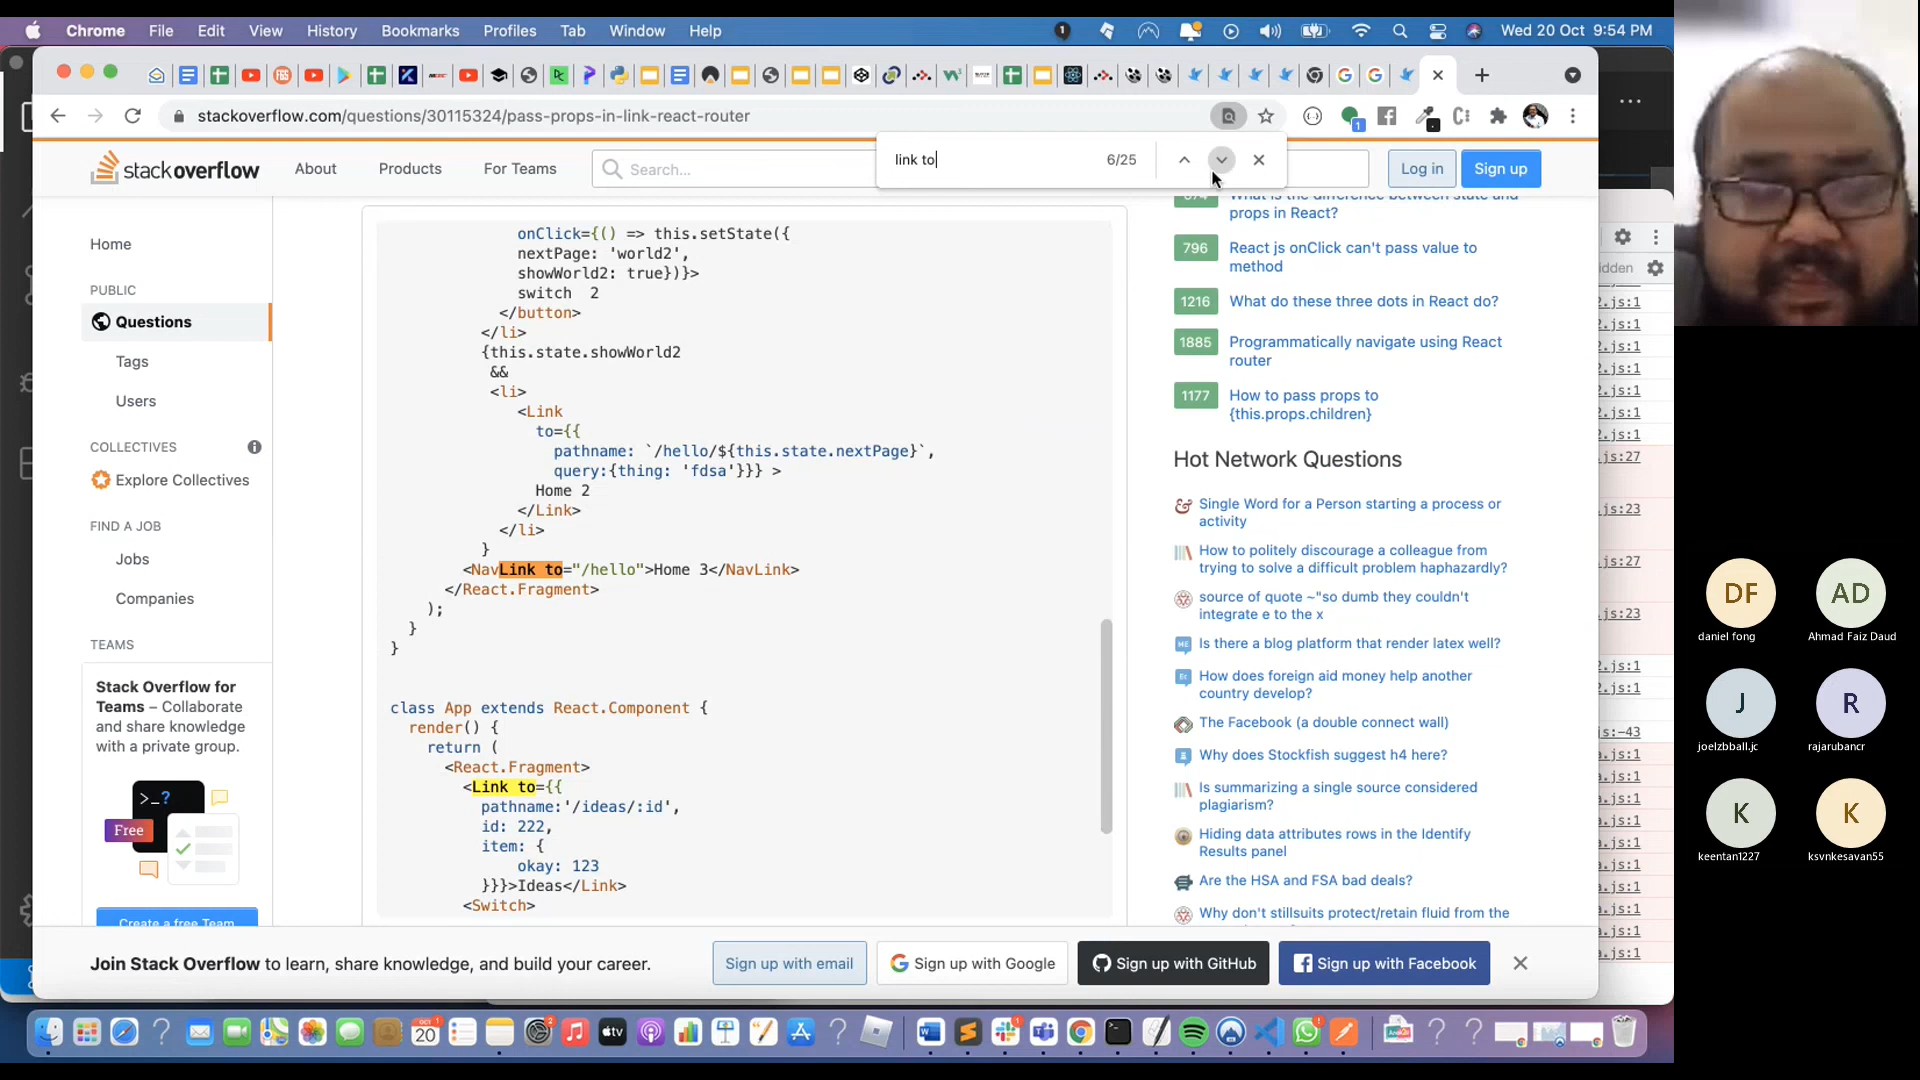 Chrome File Edit View History Bookmarks Profiles Tab Window Help
Wed 20 Oct 9:54 PM
stackoverflow.com/questions/30115324/pass-props-in-link-react-router
link to
6/25
stackoverflow
About
Products
For Teams
Search...
Log in
Sign up
Home
PUBLIC
Questions
Tags
Users
COLLECTIVES
Explore Collectives
FIND A JOB
Jobs
Companies
TEAMS
Stack Overflow for
Teams – Collaborate
and share knowledge
with a private group.
>_?
Free
Create a free Team
onClick={() => this.setState({
nextPage: 'world2',
showWorld2: true})}>
switch  2
</button>
</li>
{this.state.showWorld2
&&
<li>
<Link
to={{
pathname: `/hello/${this.state.nextPage}`,
query:{thing: 'fdsa'}}} >
Home 2
</Link>
</li>
}
<NavLink to="/hello">Home 3</NavLink>
</React.Fragment>
);
}
}
class App extends React.Component {
render() {
return (
<React.Fragment>
<Link to={{
pathname:'/ideas/:id',
id: 222,
item: {
okay: 123
}}}>Ideas</Link>
<Switch>
What is the difference between state and
props in React?
796
React js onClick can't pass value to
method
1216
What do these three dots in React do?
1885
Programmatically navigate using React
router
1177
How to pass props to
{this.props.children}
Hot Network Questions
Single Word for a Person starting a process or
activity
How to politely discourage a colleague from
trying to solve a difficult problem haphazardly?
source of quote ~"so dumb they couldn't
integrate e to the x
Is there a blog platform that render latex well?
How does foreign aid money help another
country develop?
The Facebook (a double connect wall)
Why does Stockfish suggest h4 here?
Is summarizing a single source considered
plagiarism?
Hiding data attributes rows in the Identify
Results panel
Are the HSA and FSA bad deals?
Why don't stillsuits protect/retain fluid from the
Join Stack Overflow to learn, share knowledge, and build your career.
Sign up with email
Sign up with Google
Sign up with GitHub
Sign up with Facebook
DF
daniel fong
AD
Ahmad Faiz Daud
J
joelzbball.jc
R
rajarubancr
K
keentan1227
K
ksvnkesavan55